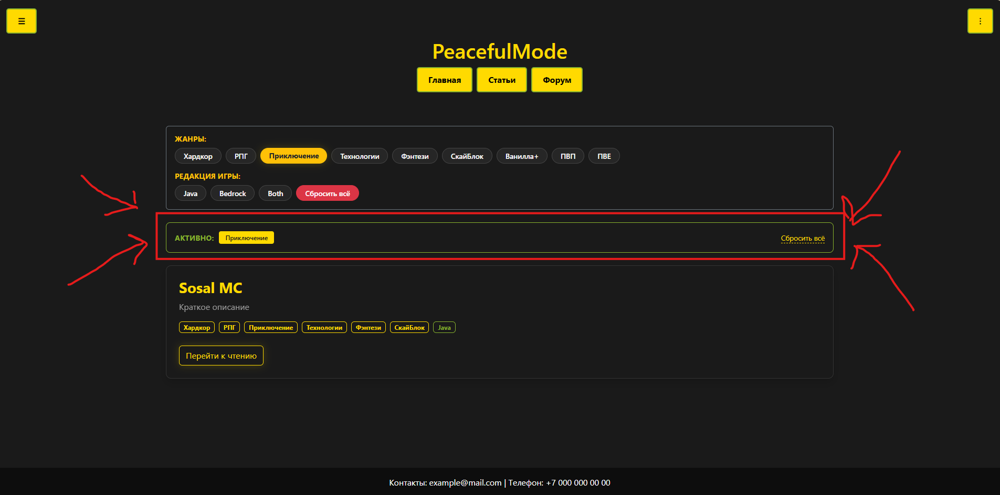 ☰
⋮
PeacefulMode
Главная Статьи Форум
ЖАНРЫ:
Хардкор РПГ Приключение Технологии Фэнтези СкайБлок Ванилла+ ПВП ПВЕ
РЕДАКЦИЯ ИГРЫ:
Java Bedrock Both Сбросить всё
АКТИВНО: Приключение Сбросить всё
Sosal MC
Краткое описание
Хардкор РПГ Приключение Технологии Фэнтези СкайБлок Java
Перейти к чтению
Контакты: example@mail.com | Телефон: +7 000 000 00 00